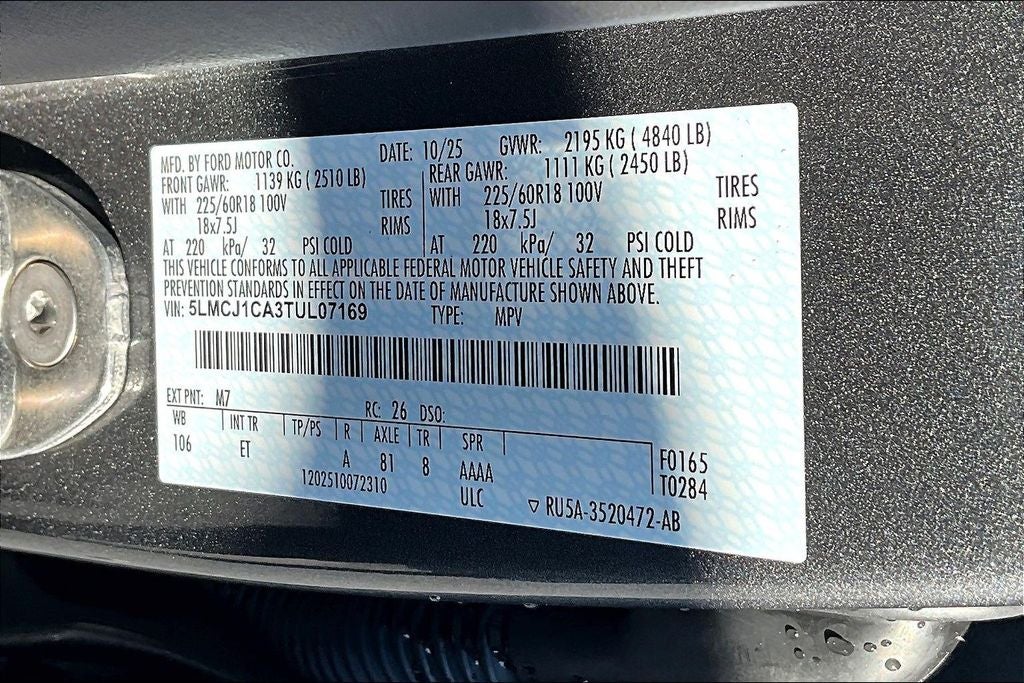 MFD. BY FORD MOTOR CO. DATE: 10/25 GVWR: 2195 KG ( 4840 LB)
FRONT GAWR: 1139 KG ( 2510 LB) REAR GAWR: 1111 KG ( 2450 LB)
WITH 225/60R18 100V TIRES WITH 225/60R18 100V TIRES
18x7.5J RIMS 18x7.5J RIMS
AT 220 kPa/ 32 PSI COLD AT 220 kPa/ 32 PSI COLD
THIS VEHICLE CONFORMS TO ALL APPLICABLE FEDERAL MOTOR VEHICLE SAFETY AND THEFT
PREVENTION STANDARDS IN EFFECT ON THE DATE OF MANUFACTURE SHOWN ABOVE.
VIN: 5LMCJ1CA3TUL07169 TYPE: MPV
EXT PNT: M7 RC: 26 DSO:
WB INT TR TP/PS R AXLE TR SPR
106 ET A 81 8 AAAA F0165
1202510072310 ULC T0284
▽ RU5A-3520472-AB